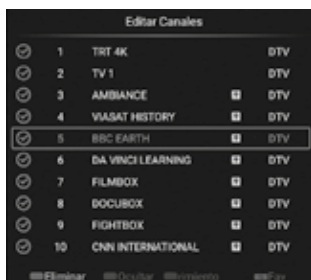 Editar Canales
1 TRT 4K DTV
2 TV 1 DTV
3 AMBIANCE DTV
4 VIASAT HISTORY DTV
5 BBC EARTH DTV
6 DA VINCI LEARNING DTV
7 FILMBOX DTV
8 DOCUBOX DTV
9 FIGHTBOX DTV
10 CNN INTERNATIONAL DTV
Eliminar Ocultar Fav